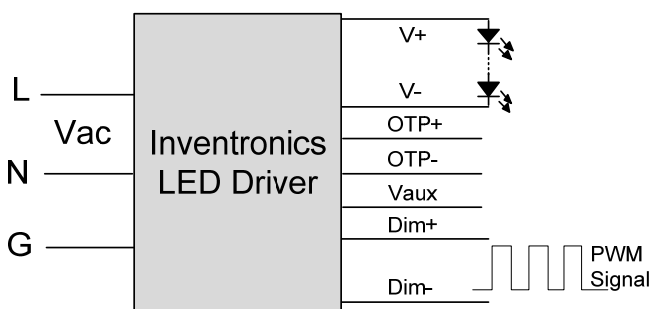 L
Vac
N
G
Inventronics
LED Driver
V+
V-
OTP+
OTP-
Vaux
Dim+
Dim-
PWM
Signal